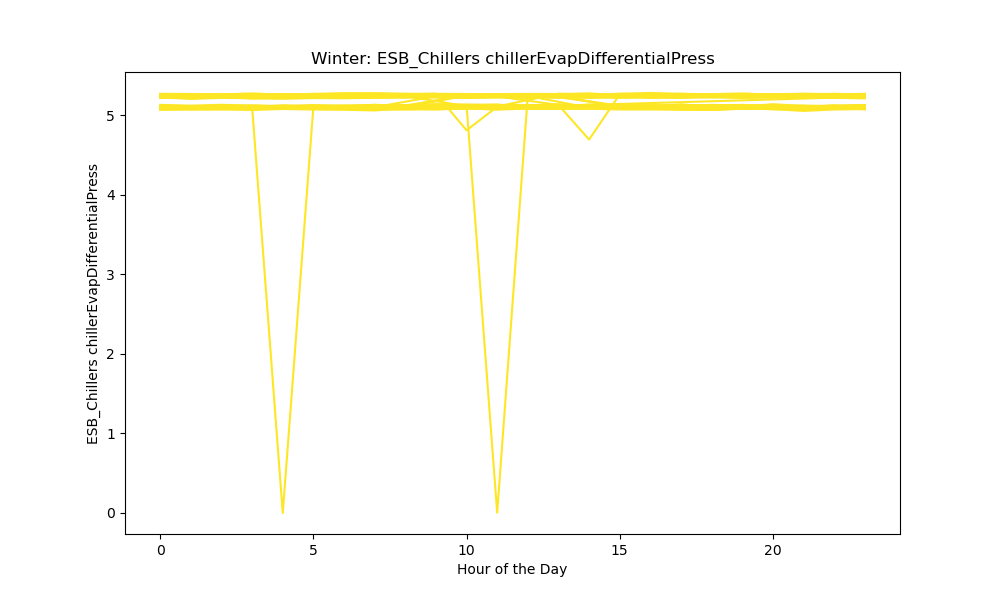 Winter: ESB_Chillers chillerEvapDifferentialPress
ESB_Chillers chillerEvapDifferentialPress
5
4
3
2
1
0
0 5 10 15 20
Hour of the Day